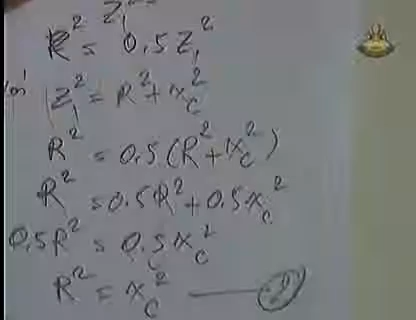 Z₁²
R² = 0.5Z₁²
Z₁² = R² + X_C²
R² = 0.5(R² + X_C²)
R² = 0.5R² + 0.5X_C²
0.5R² = 0.5X_C²
R² = X_C² — ②